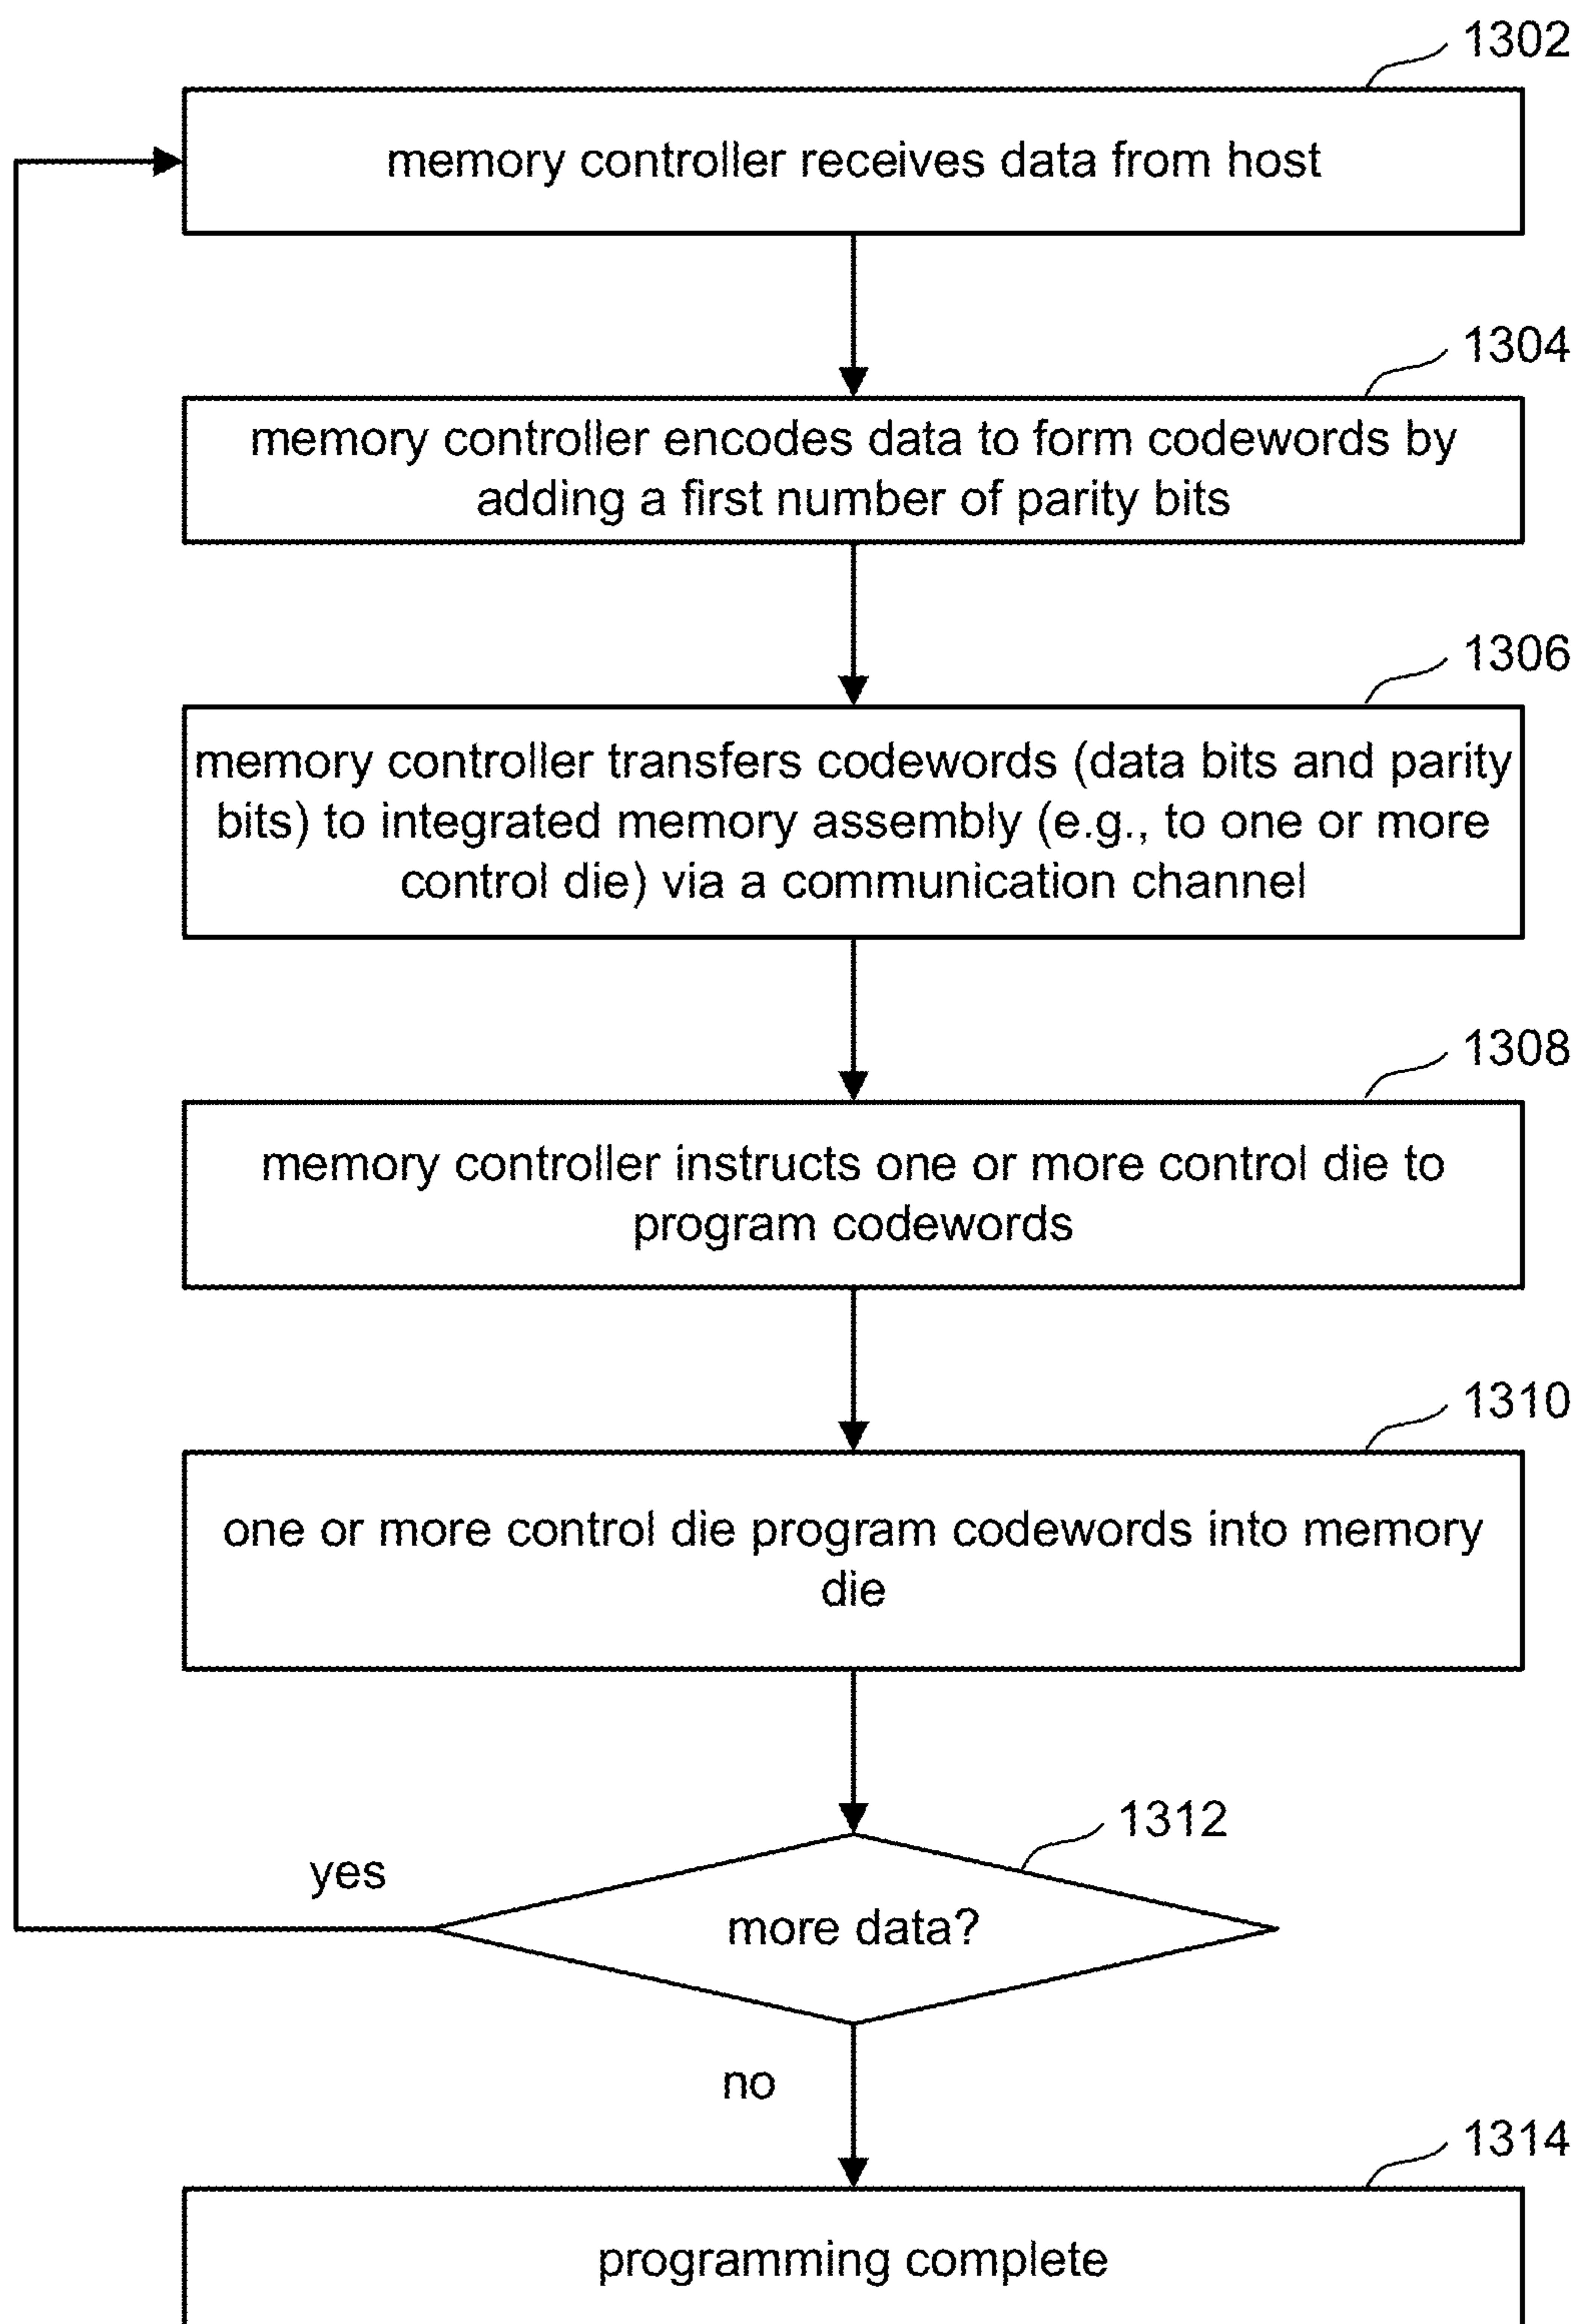 1302
memory controller receives data from host
1304
memory controller encodes data to form codewords by
adding a first number of parity bits
1306
memory controller transfers codewords (data bits and parity
bits) to integrated memory assembly (e.g., to one or more
control die) via a communication channel
1308
memory controller instructs one or more control die to
program codewords
1310
one or more control die program codewords into memory
die
1312
yes
more data?
no
1314
programming complete